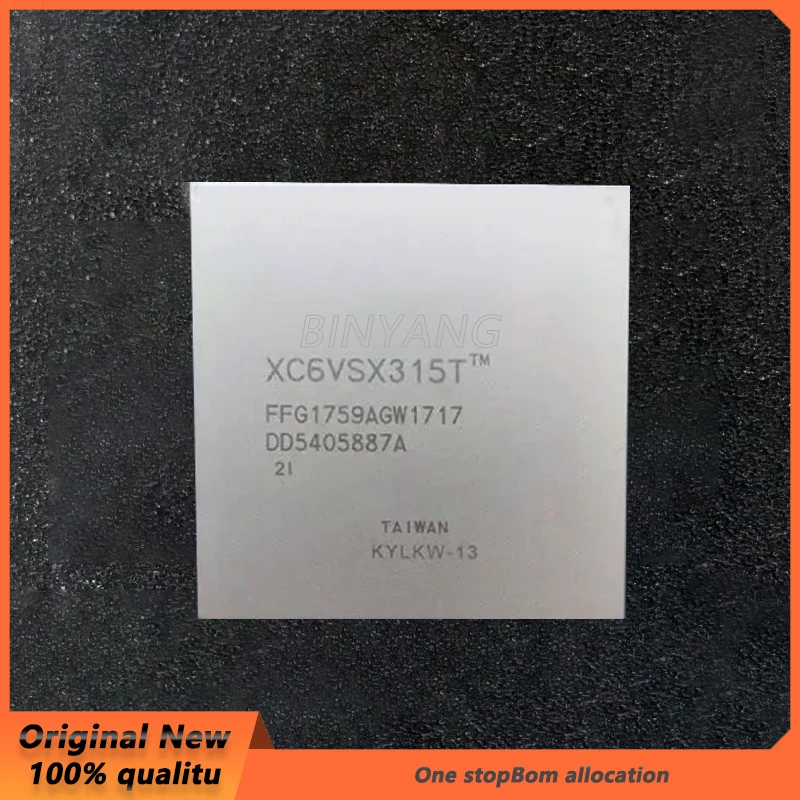 BINYANG
XC6VSX315T™
FFG1759AGW1717
DD5405887A
2I
TAIWAN
KYLKW-13
Original New
100% qualitu
One stopBom allocation